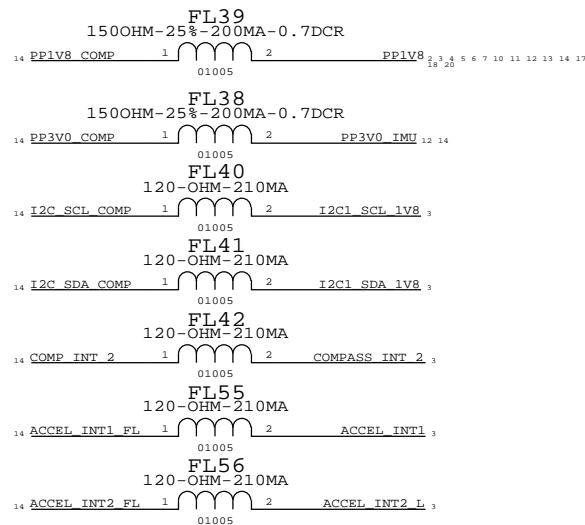 FL39
150OHM-25%-200MA-0.7DCR
14 PP1V8_COMP 1 2 PP1V8 2 3 4 5 6 7 10 11 12 13 14 17
18 20
01005
FL38
150OHM-25%-200MA-0.7DCR
14 PP3V0_COMP 1 2 PP3V0_IMU 12 14
01005
FL40
120-OHM-210MA
14 I2C_SCL_COMP 1 2 I2C1_SCL_1V8 3
01005
FL41
120-OHM-210MA
14 I2C_SDA_COMP 1 2 I2C1_SDA_1V8 3
01005
FL42
120-OHM-210MA
14 COMP_INT_2 1 2 COMPASS_INT_2 3
01005
FL55
120-OHM-210MA
14 ACCEL_INT1_FL 1 2 ACCEL_INT1 3
01005
FL56
120-OHM-210MA
14 ACCEL_INT2_FL 1 2 ACCEL_INT2_L 3
01005